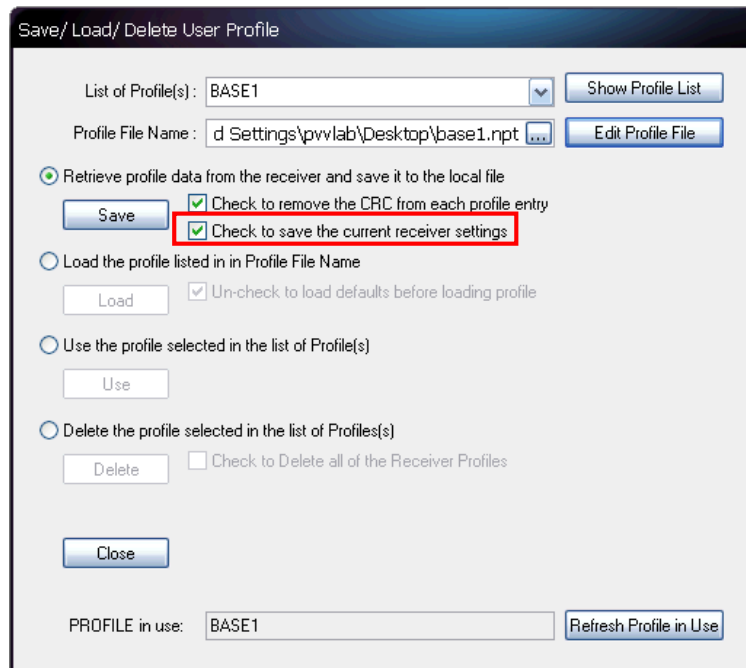 Save/ Load/ Delete User Profile
List of Profile(s) : BASE1 Show Profile List
Profile File Name : d Settings\pvvlab\Desktop\base1.npt ... Edit Profile File
Retrieve profile data from the receiver and save it to the local file
Save Check to remove the CRC from each profile entry
Check to save the current receiver settings
Load the profile listed in in Profile File Name
Load Un-check to load defaults before loading profile
Use the profile selected in the list of Profile(s)
Use
Delete the profile selected in the list of Profiles(s)
Delete Check to Delete all of the Receiver Profiles
Close
PROFILE in use: BASE1 Refresh Profile in Use